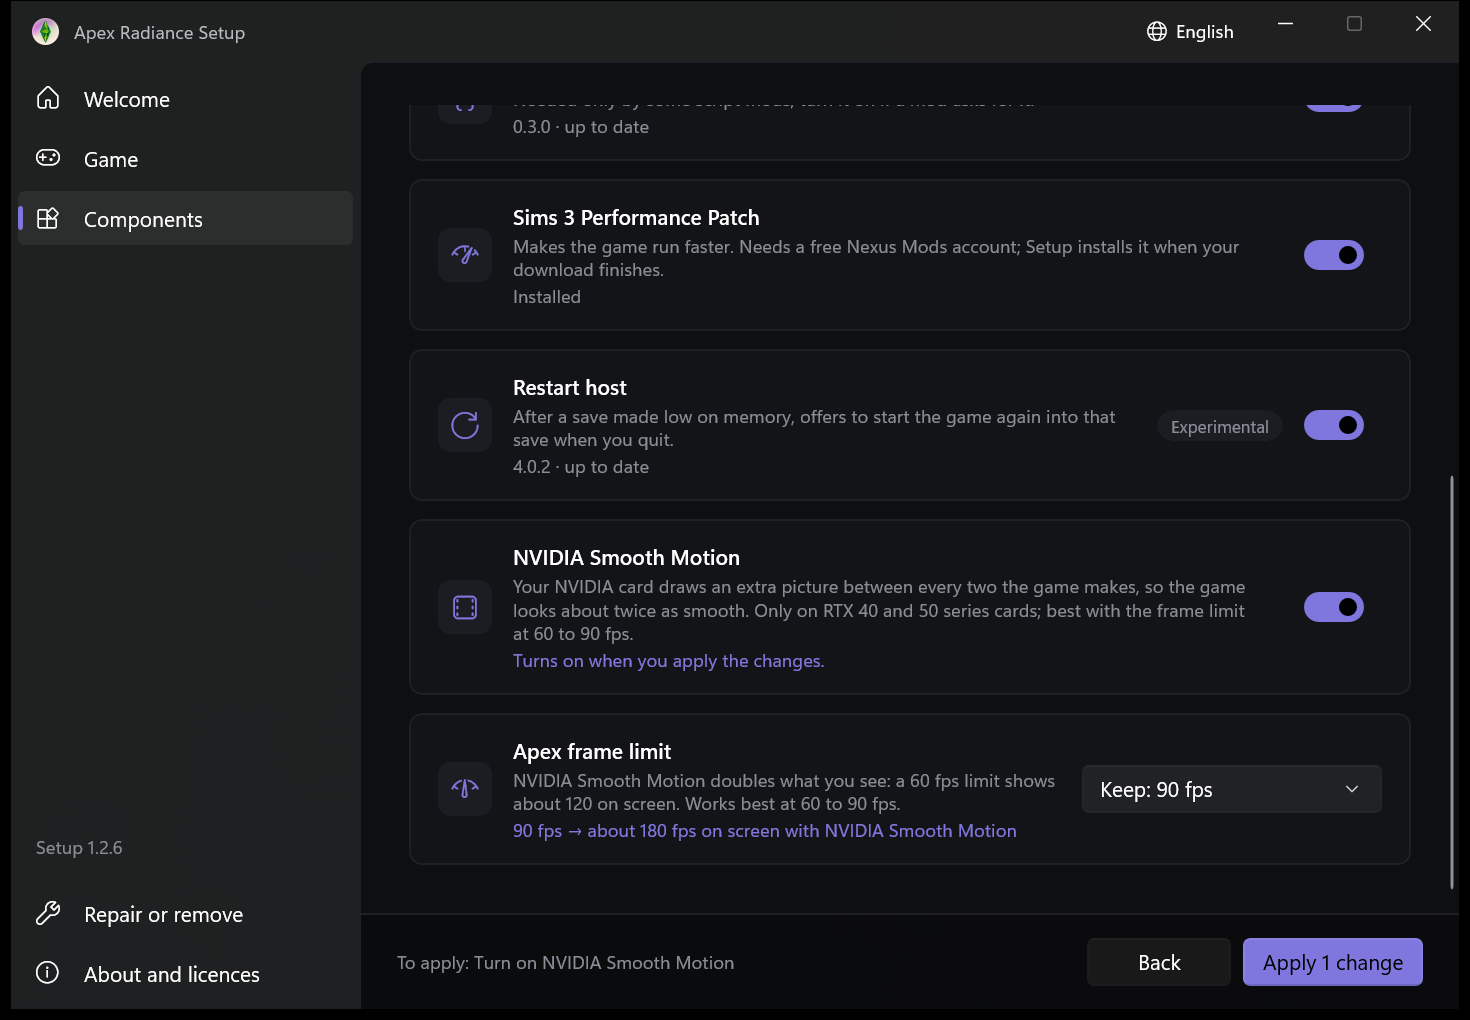 Apex Radiance Setup
English
Welcome
Game
Components
Setup 1.2.6
Repair or remove
About and licences
0.3.0 · up to date
Sims 3 Performance Patch
Makes the game run faster. Needs a free Nexus Mods account; Setup installs it when your
download finishes.
Installed
Restart host
After a save made low on memory, offers to start the game again into that
save when you quit.
4.0.2 · up to date
Experimental
NVIDIA Smooth Motion
Your NVIDIA card draws an extra picture between every two the game makes, so the game
looks about twice as smooth. Only on RTX 40 and 50 series cards; best with the frame limit
at 60 to 90 fps.
Turns on when you apply the changes.
Apex frame limit
NVIDIA Smooth Motion doubles what you see: a 60 fps limit shows
about 120 on screen. Works best at 60 to 90 fps.
90 fps → about 180 fps on screen with NVIDIA Smooth Motion
Keep: 90 fps
To apply: Turn on NVIDIA Smooth Motion
Back
Apply 1 change